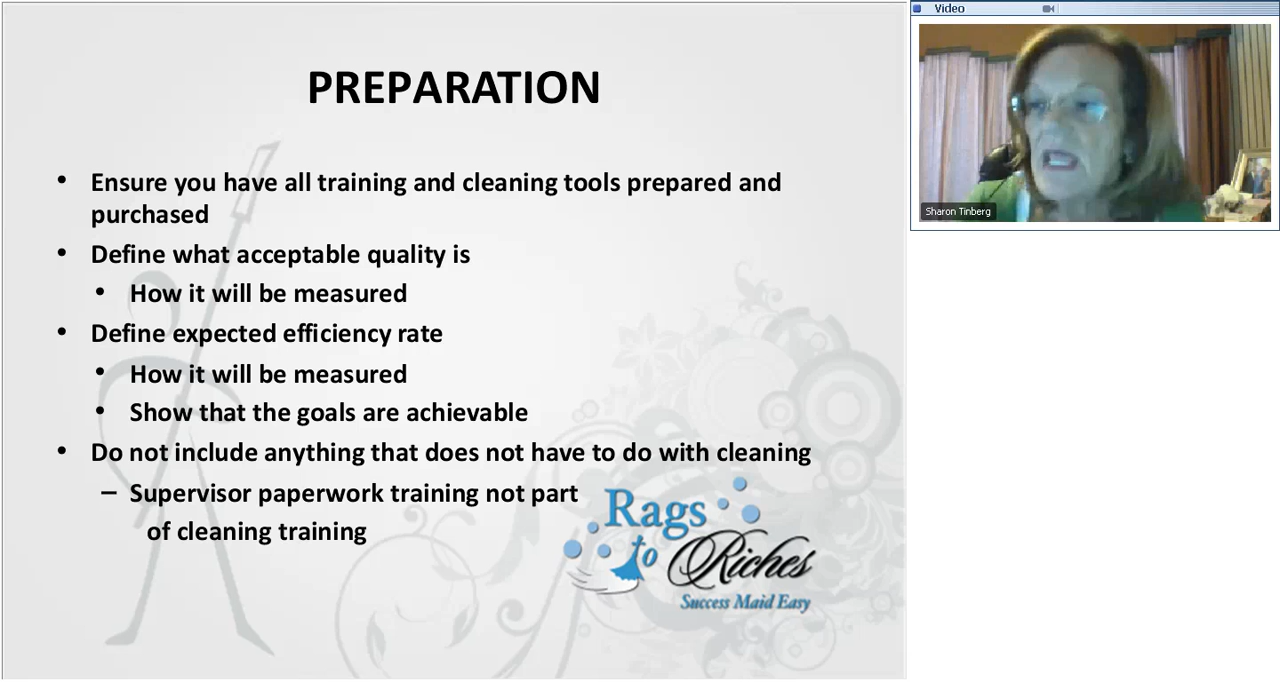 PREPARATION
• Ensure you have all training and cleaning tools prepared and
purchased
• Define what acceptable quality is
• How it will be measured
• Define expected efficiency rate
• How it will be measured
• Show that the goals are achievable
• Do not include anything that does not have to do with cleaning
– Supervisor paperwork training not part
of cleaning training
Rags
to Riches
Success Maid Easy
Video
Sharon Tinberg